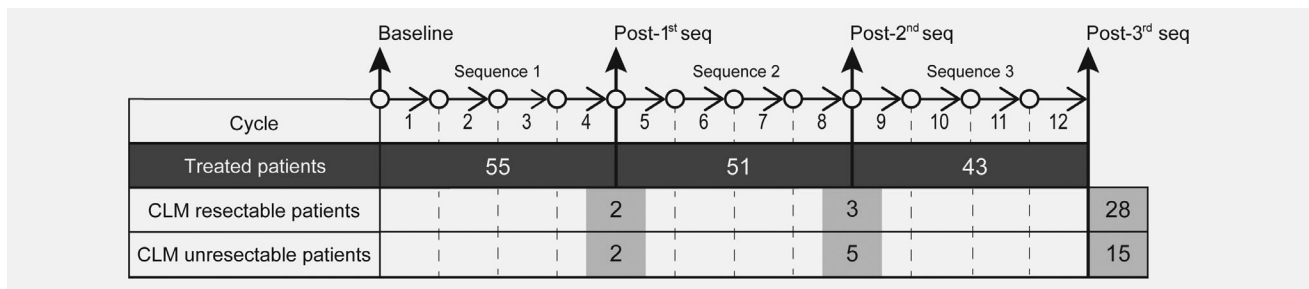 Baseline Post-1st seq Post-2nd seq Post-3rd seq
Sequence 1 Sequence 2 Sequence 3
Cycle 1 2 3 4 5 6 7 8 9 10 11 12
Treated patients 55 51 43
CLM resectable patients 2 3 28
CLM unresectable patients 2 5 15